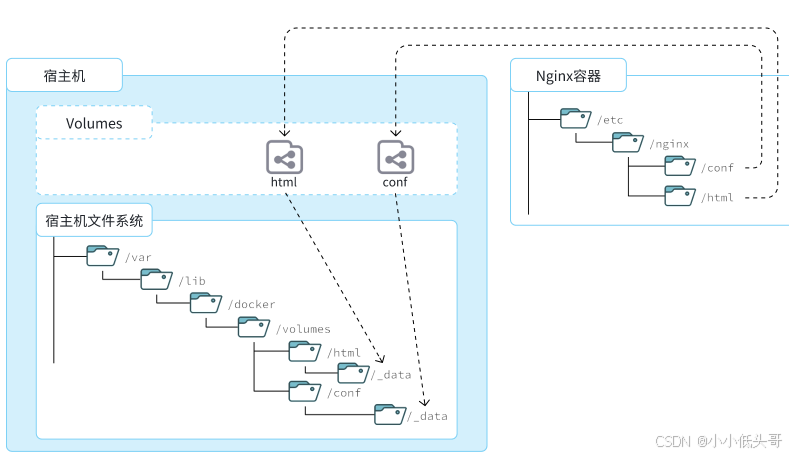 宿主机
Volumes
html
conf
宿主机文件系统
/var
/lib
/docker
/volumes
/html
/_data
/conf
/_data
Nginx容器
/etc
/nginx
/conf
/html
CSDN @小小低头哥